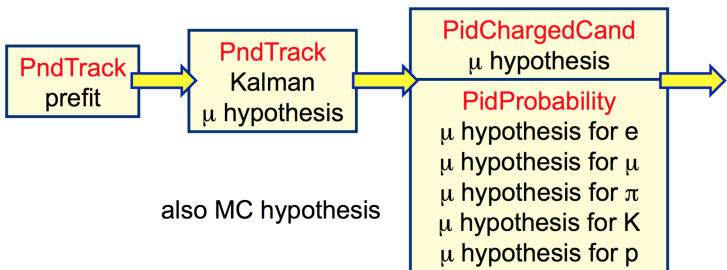 PndTrack
prefit
PndTrack
Kalman
μ hypothesis
PidChargedCand
μ hypothesis
PidProbability
μ hypothesis for e
μ hypothesis for μ
μ hypothesis for π
μ hypothesis for K
μ hypothesis for p
also MC hypothesis